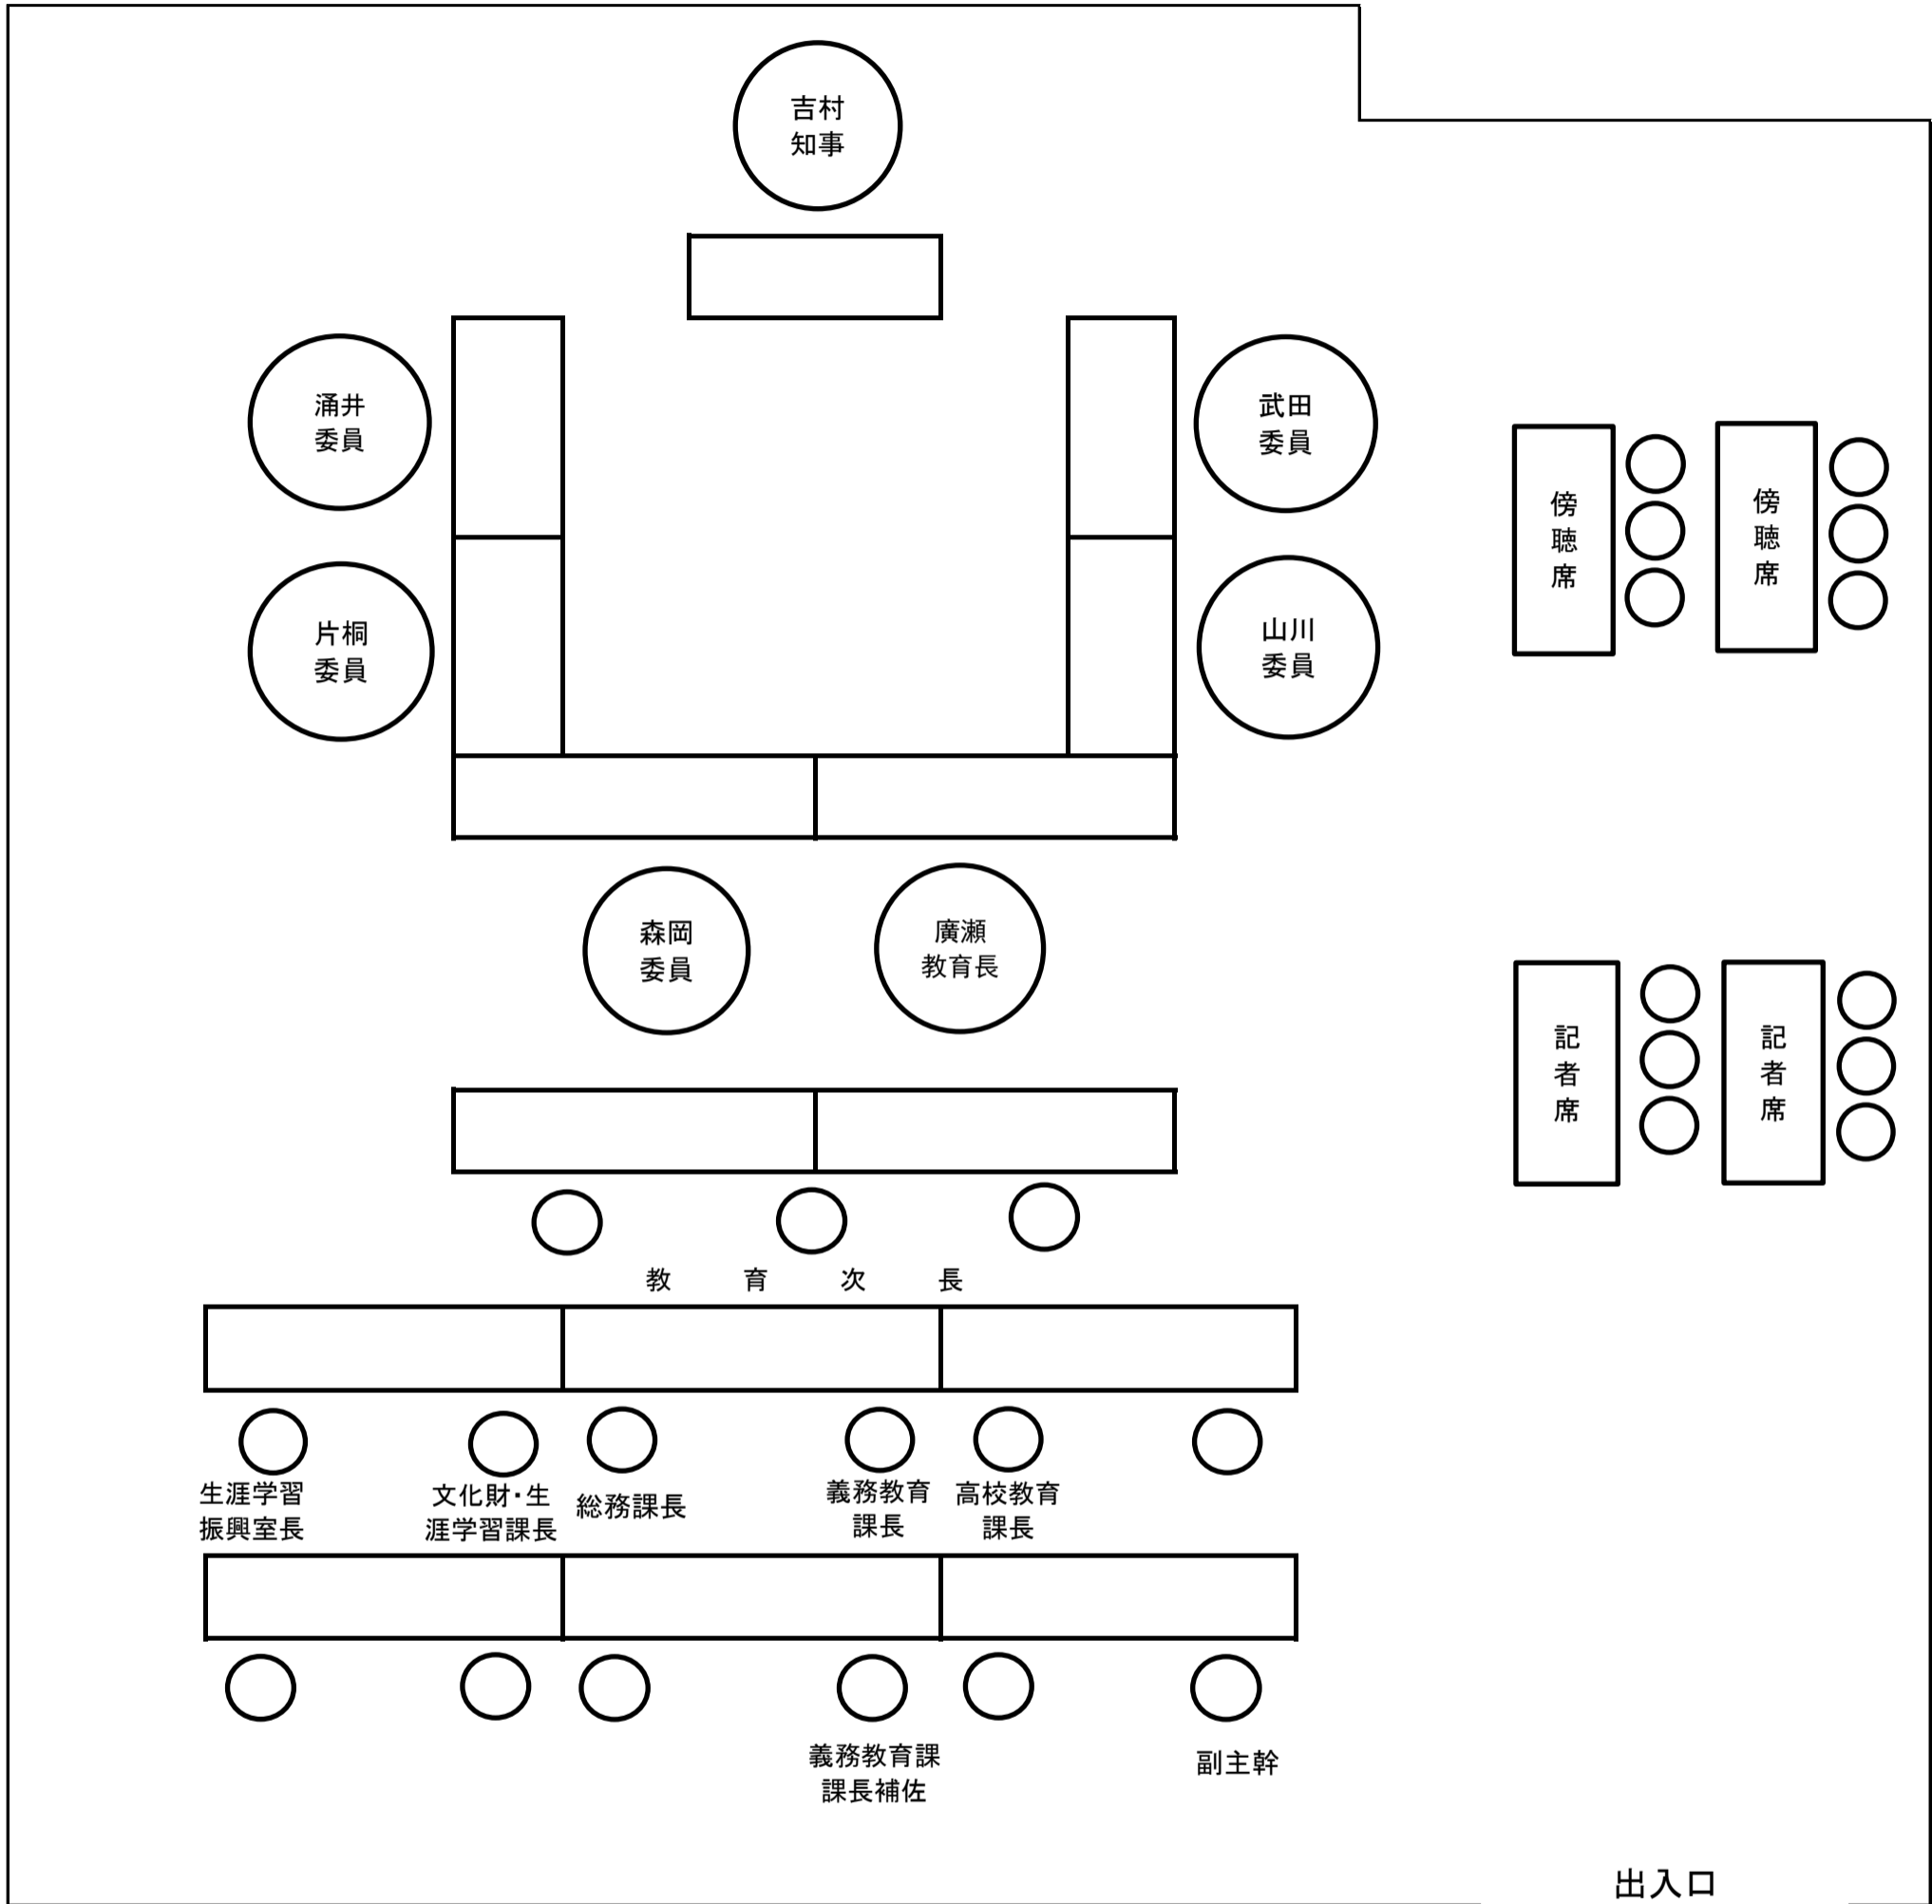 吉村
知事
涌井
委員
武田
委員
片桐
委員
山川
委員
傍聴席
傍聴席
森岡
委員
廣瀬
教育長
記者席
記者席
教育次長
生涯学習
振興室長
文化財・生
涯学習課長
総務課長
義務教育
課長
高校教育
課長
義務教育課
課長補佐
副主幹
出入口